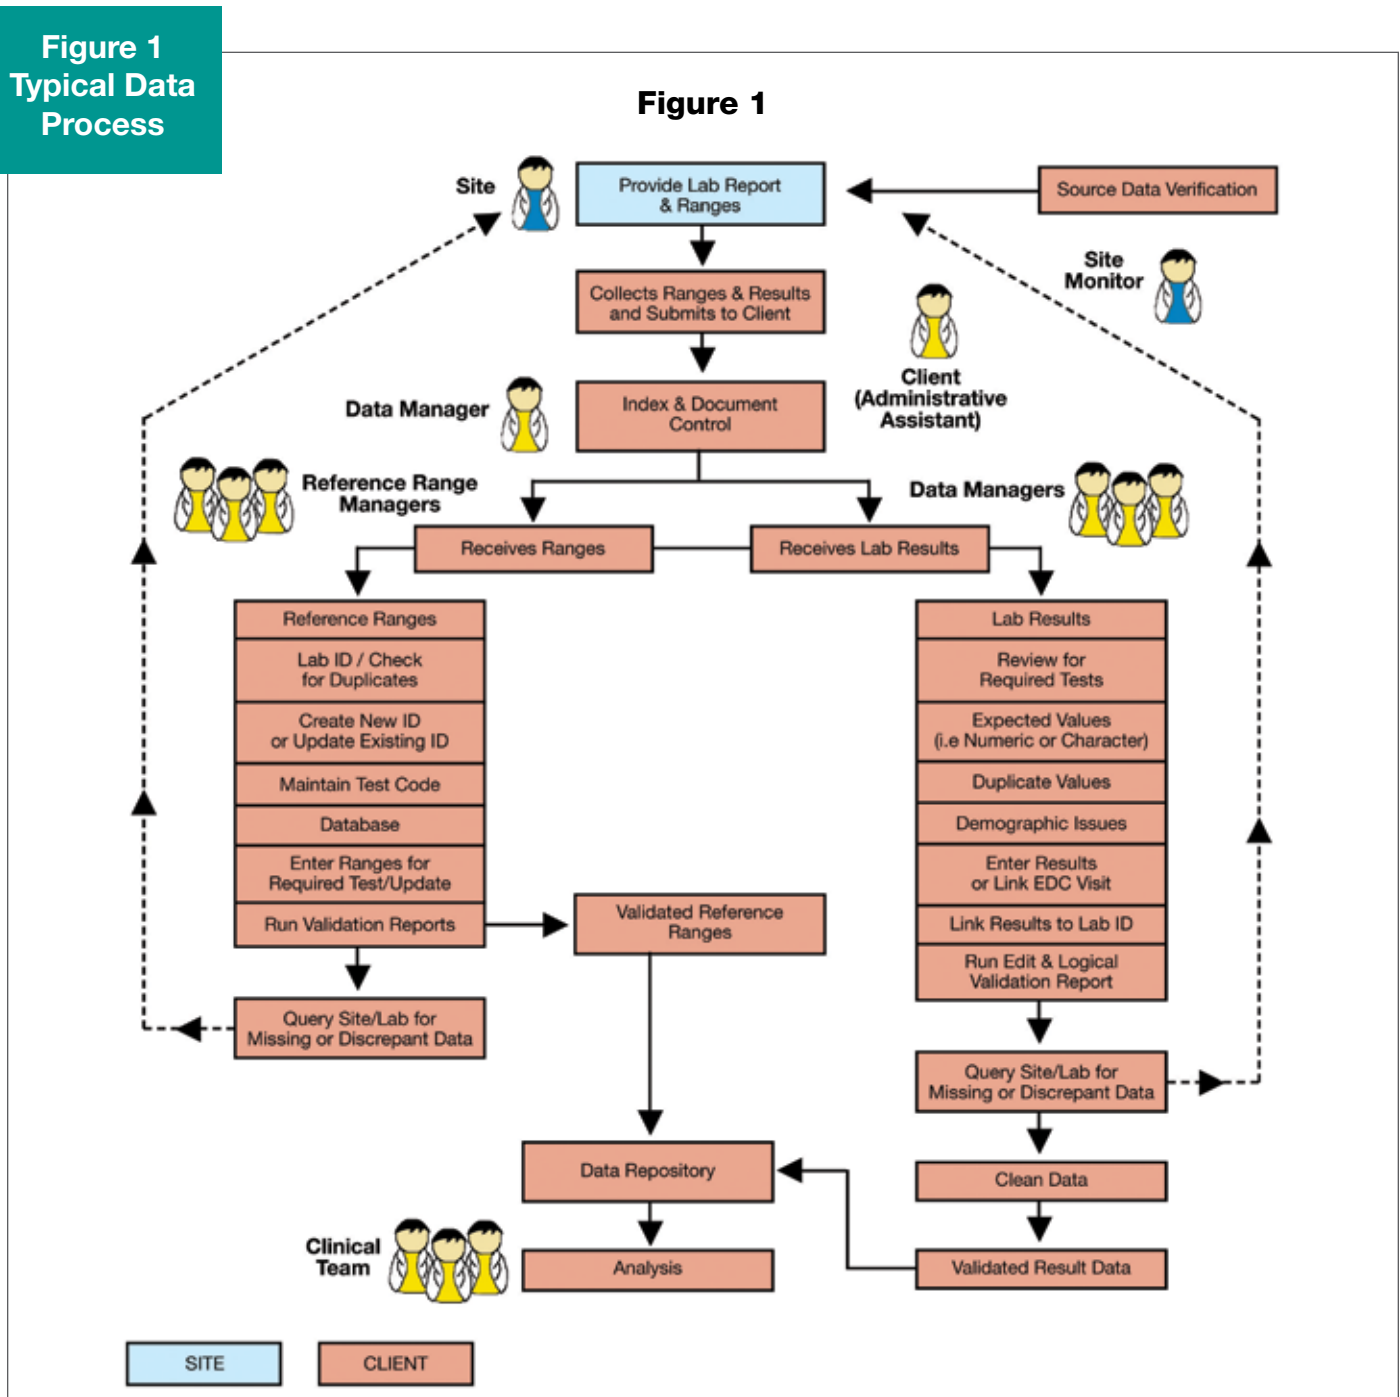 Figure 1
Typical Data
Process
Figure 1
Site
Provide Lab Report
& Ranges
Source Data Verification
Site
Monitor
Collects Ranges & Results
and Submits to Client
Client
(Administrative
Assistant)
Data Manager
Index & Document
Control
Reference Range
Managers
Data Managers
Receives Ranges
Receives Lab Results
Reference Ranges
Lab ID / Check
for Duplicates
Create New ID
or Update Existing ID
Maintain Test Code
Database
Enter Ranges for
Required Test/Update
Run Validation Reports
Query Site/Lab for
Missing or Discrepant Data
Validated Reference
Ranges
Lab Results
Review for
Required Tests
Expected Values
(i.e Numeric or Character)
Duplicate Values
Demographic Issues
Enter Results
or Link EDC Visit
Link Results to Lab ID
Run Edit & Logical
Validation Report
Query Site/Lab for
Missing or Discrepant Data
Clean Data
Validated Result Data
Data Repository
Clinical
Team
Analysis
SITE
CLIENT